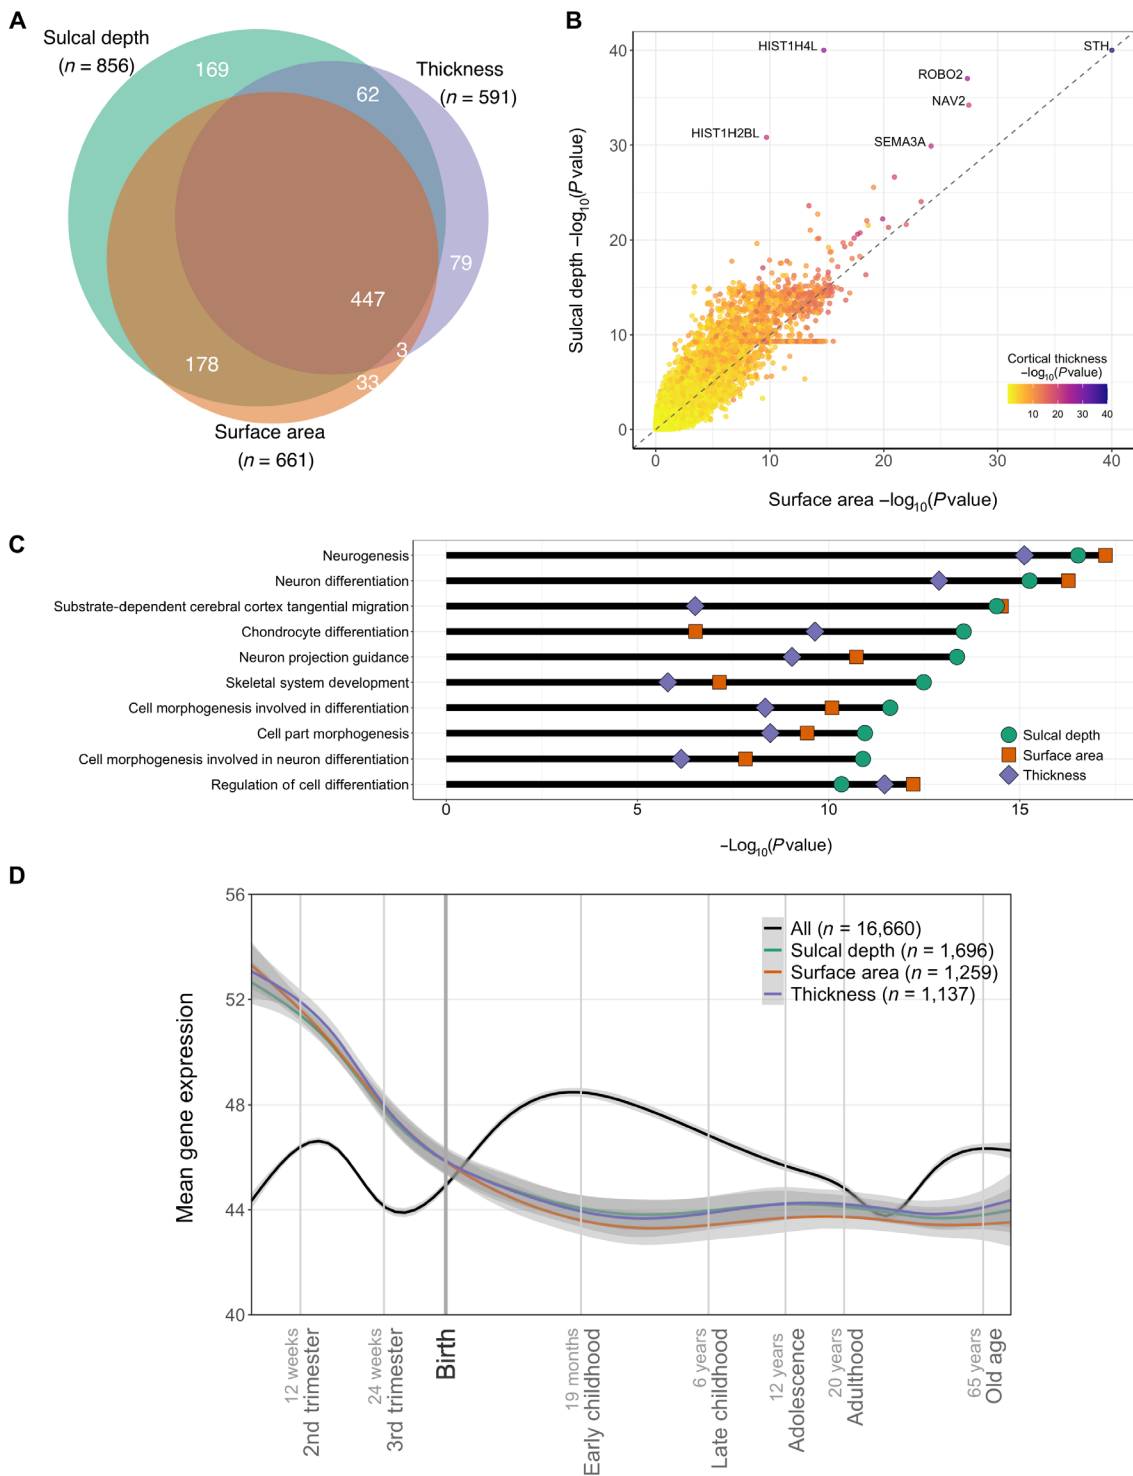 A
Sulcal depth
(n = 856)
Thickness
(n = 591)
169
62
79
447
3
178
33
Surface area
(n = 661)
B
Sulcal depth –log10(P value)
40
30
20
10
0
HIST1H4L
STH
ROBO2
NAV2
HIST1H2BL
SEMA3A
Cortical thickness
–log10(P value)
10 20 30 40
0 10 20 30 40
Surface area –log10(P value)
C
Neurogenesis
Neuron differentiation
Substrate-dependent cerebral cortex tangential migration
Chondrocyte differentiation
Neuron projection guidance
Skeletal system development
Cell morphogenesis involved in differentiation
Cell part morphogenesis
Cell morphogenesis involved in neuron differentiation
Regulation of cell differentiation
Sulcal depth
Surface area
Thickness
0 5 10 15
–Log10(P value)
D
Mean gene expression
56
52
48
44
40
All (n = 16,660)
Sulcal depth (n = 1,696)
Surface area (n = 1,259)
Thickness (n = 1,137)
12 weeks
2nd trimester
24 weeks
3rd trimester
Birth
19 months
Early childhood
6 years
Late childhood
12 years
Adolescence
20 years
Adulthood
65 years
Old age